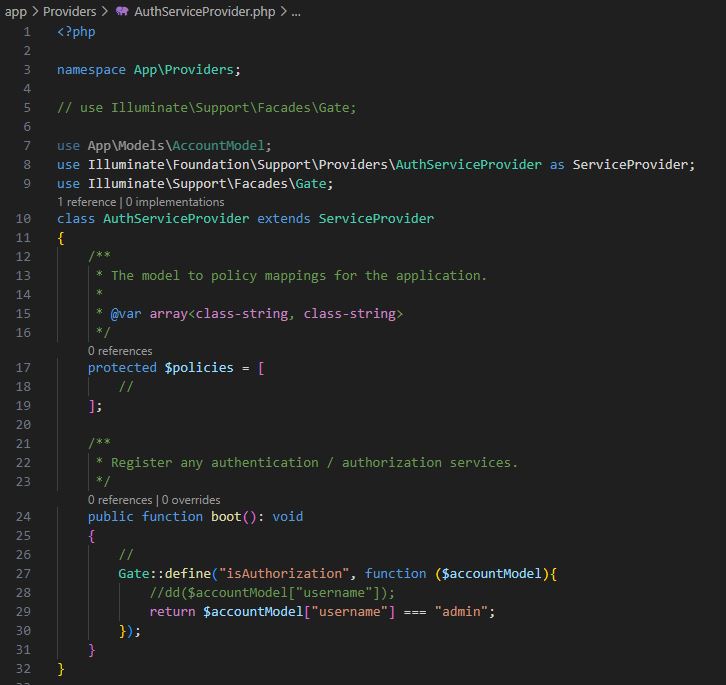 app > Providers > AuthServiceProvider.php > ...
1 <?php
2
3 namespace App\Providers;
4
5 // use Illuminate\Support\Facades\Gate;
6
7 use App\Models\AccountModel;
8 use Illuminate\Foundation\Support\Providers\AuthServiceProvider as ServiceProvider;
9 use Illuminate\Support\Facades\Gate;
1 reference | 0 implementations
10 class AuthServiceProvider extends ServiceProvider
11 {
12     /**
13      * The model to policy mappings for the application.
14      *
15      * @var array<class-string, class-string>
16      */
0 references
17     protected $policies = [
18         //
19     ];
20
21     /**
22      * Register any authentication / authorization services.
23      */
0 references | 0 overrides
24     public function boot(): void
25     {
26         //
27         Gate::define("isAuthorization", function ($accountModel){
28             //dd($accountModel["username"]);
29             return $accountModel["username"] === "admin";
30         });
31     }
32 }